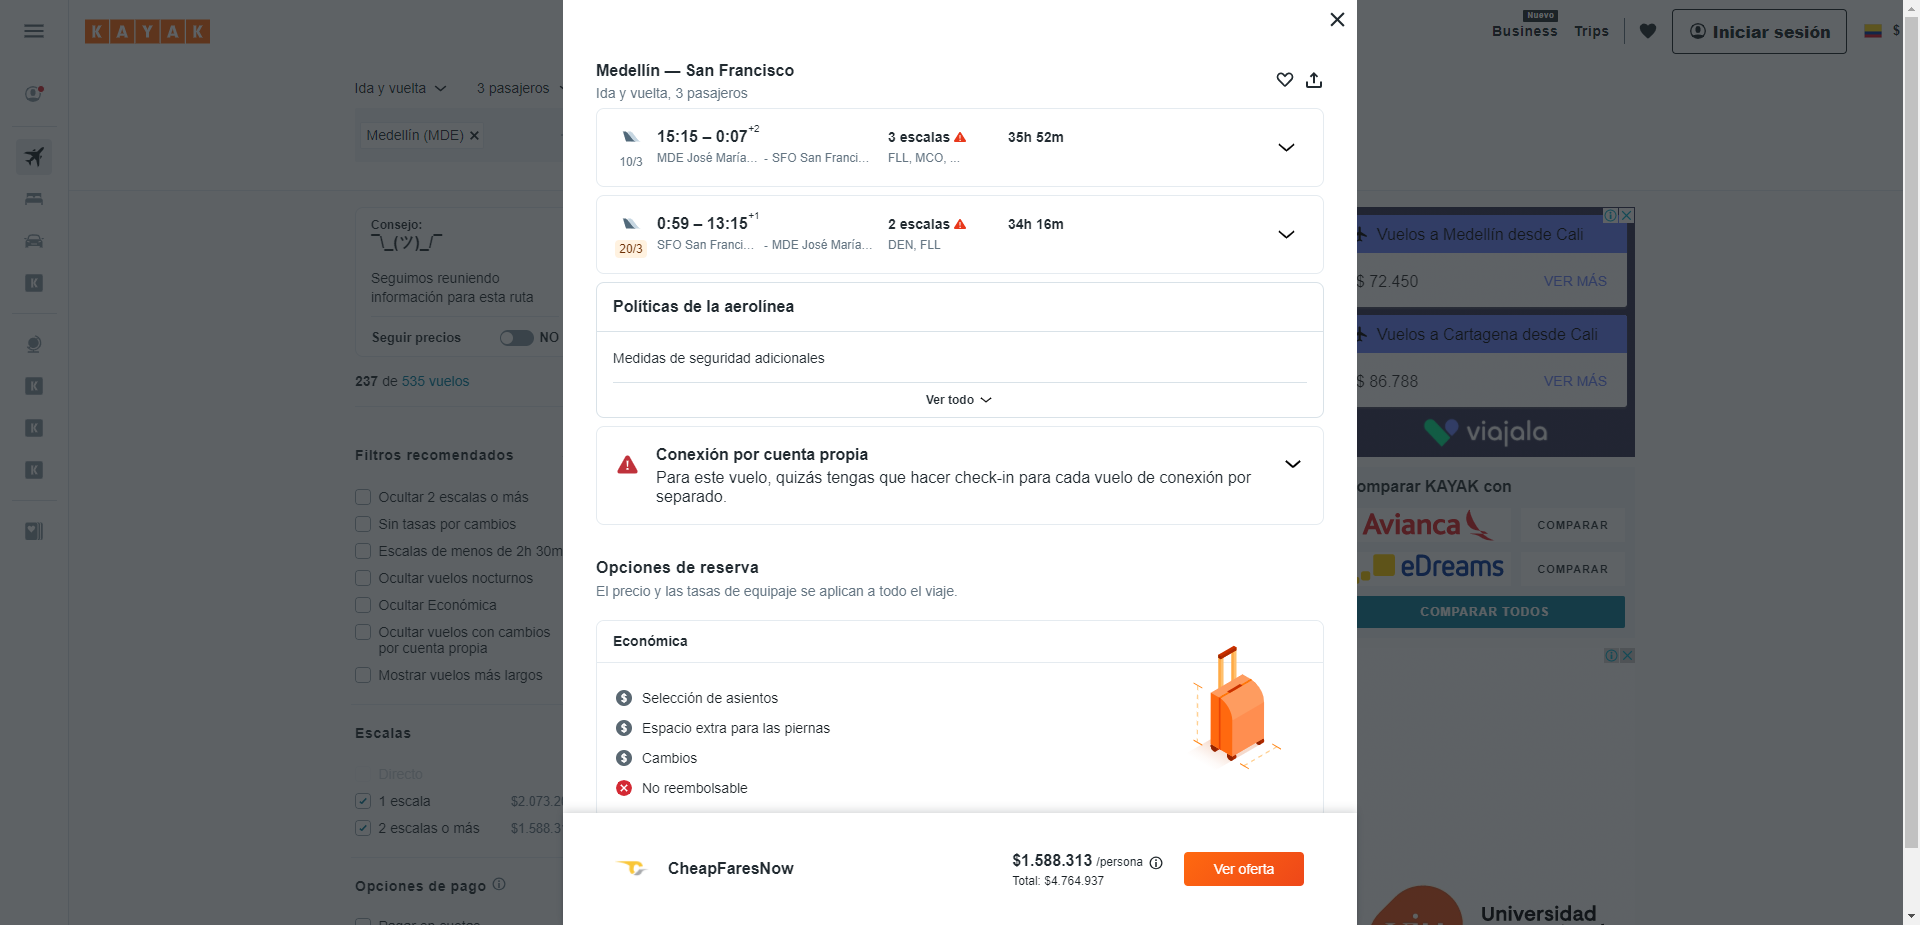 KAYAK
Nuevo
Business
Trips
Iniciar sesión
$
Ida y vuelta
3 pasajeros
Medellín (MDE)
Consejo:
¯\_(ツ)_/¯
Seguimos reuniendo
información para esta ruta
Seguir precios
NO
237 de 535 vuelos
Filtros recomendados
Ocultar 2 escalas o más
Sin tasas por cambios
Escalas de menos de 2h 30m
Ocultar vuelos nocturnos
Ocultar Económica
Ocultar vuelos con cambios
por cuenta propia
Mostrar vuelos más largos
Escalas
Directo
1 escala
2 escalas o más
Opciones de pago
Medellín — San Francisco
Ida y vuelta, 3 pasajeros
15:15 – 0:07+2
3 escalas
35h 52m
10/3
MDE José María... - SFO San Franci...
FLL, MCO, ...
0:59 – 13:15+1
2 escalas
34h 16m
20/3
SFO San Franci... - MDE José María...
DEN, FLL
Políticas de la aerolínea
Medidas de seguridad adicionales
Ver todo
Conexión por cuenta propia
Para este vuelo, quizás tengas que hacer check-in para cada vuelo de conexión por
separado.
Opciones de reserva
El precio y las tasas de equipaje se aplican a todo el viaje.
Económica
Selección de asientos
Espacio extra para las piernas
Cambios
No reembolsable
CheapFaresNow
$1.588.313 /persona
Total: $4.764.937
Ver oferta
Vuelos a Medellín desde Cali
$ 72.450
VER MÁS
Vuelos a Cartagena desde Cali
$ 86.788
VER MÁS
viajala
omparar KAYAK con
Avianca
COMPARAR
eDreams
COMPARAR
COMPARAR TODOS
Universidad